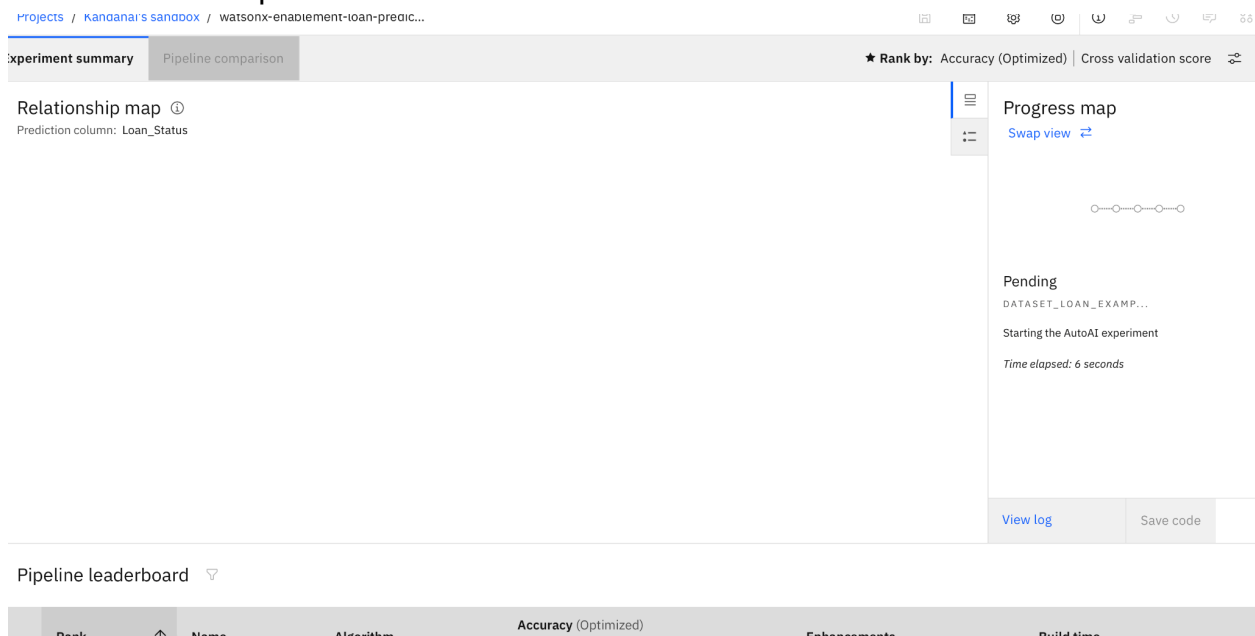 Projects / Kandanai's sandbox / watsonx-enablement-loan-predic...
Experiment summary
Pipeline comparison
★ Rank by: Accuracy (Optimized) | Cross validation score
Relationship map
Prediction column: Loan_Status
Progress map
Swap view
Pending
DATASET_LOAN_EXAMP...
Starting the AutoAI experiment
Time elapsed: 6 seconds
View log
Save code
Pipeline leaderboard
Rank
Name
Algorithm
Accuracy (Optimized)
Enhancements
Build time